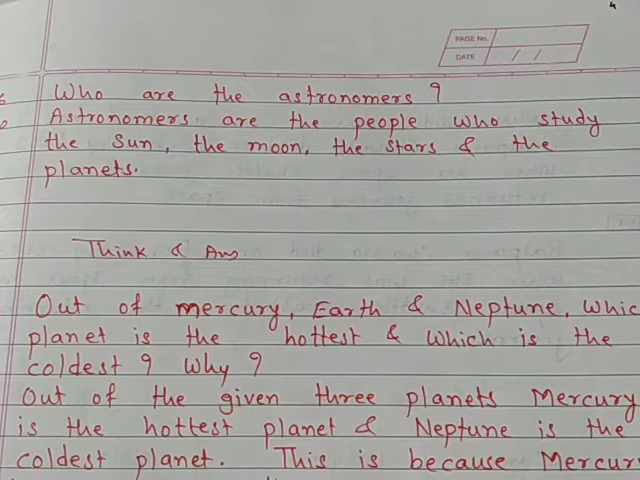 4
PAGE No.
DATE / /
Who are the astronomers ?
Astronomers are the people who study
the Sun, the moon, the stars & the
planets.
Think & Ans
Out of mercury, Earth & Neptune, Whic
planet is the hottest & which is the
coldest ? Why ?
Out of the given three planets Mercury
is the hottest planet & Neptune is the
coldest planet. This is because Mercur